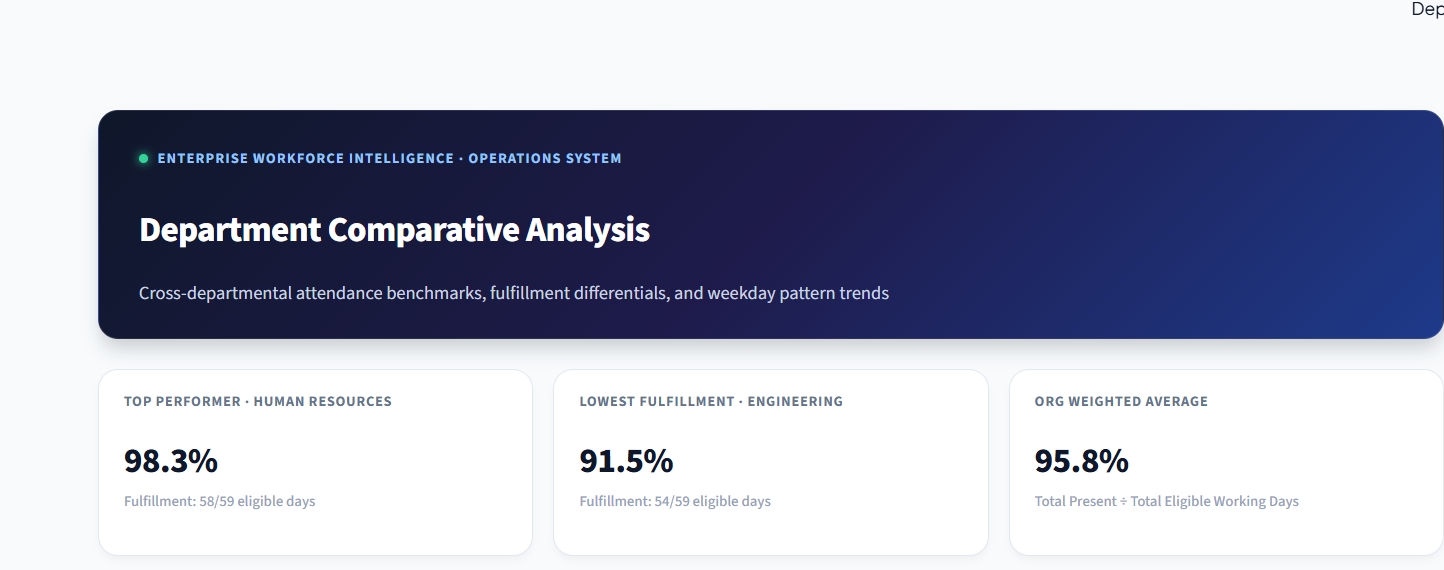 ENTERPRISE WORKFORCE INTELLIGENCE · OPERATIONS SYSTEM
Department Comparative Analysis
Cross-departmental attendance benchmarks, fulfillment differentials, and weekday pattern trends
TOP PERFORMER · HUMAN RESOURCES
98.3%
Fulfillment: 58/59 eligible days
LOWEST FULFILLMENT · ENGINEERING
91.5%
Fulfillment: 54/59 eligible days
ORG WEIGHTED AVERAGE
95.8%
Total Present ÷ Total Eligible Working Days